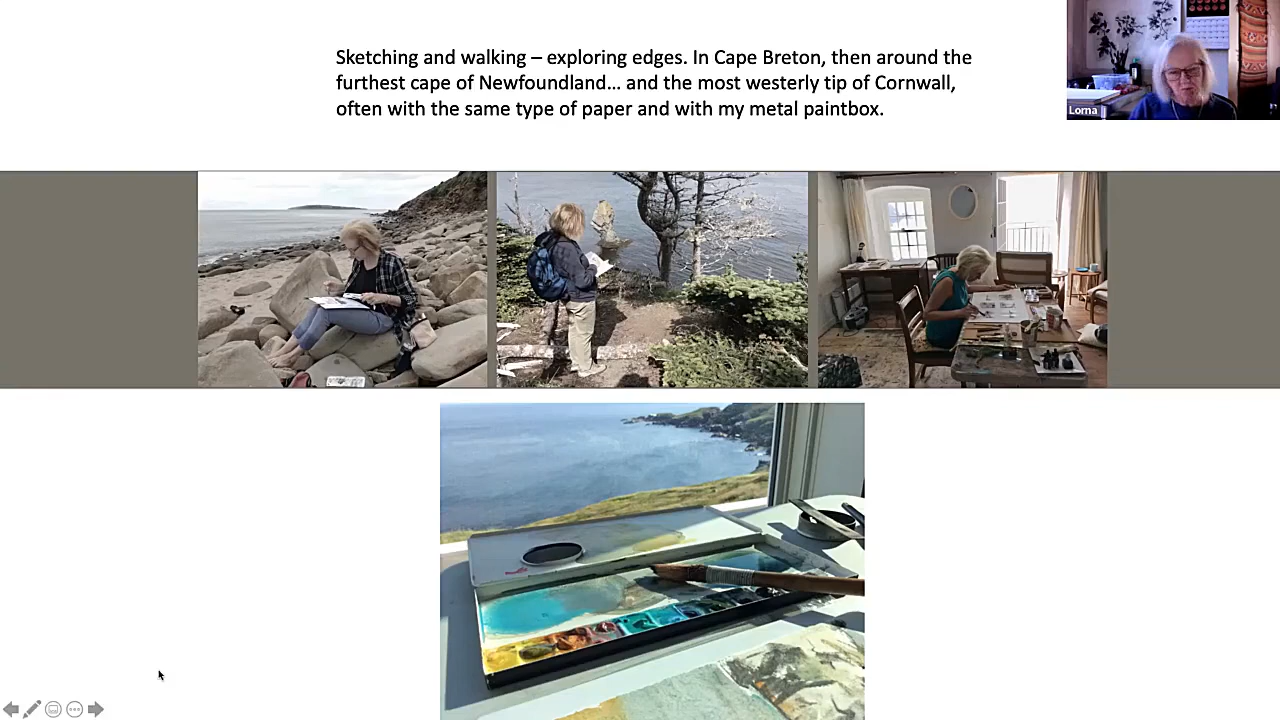 Sketching and walking – exploring edges. In Cape Breton, then around the
furthest cape of Newfoundland... and the most westerly tip of Cornwall,
often with the same type of paper and with my metal paintbox.
Lorna